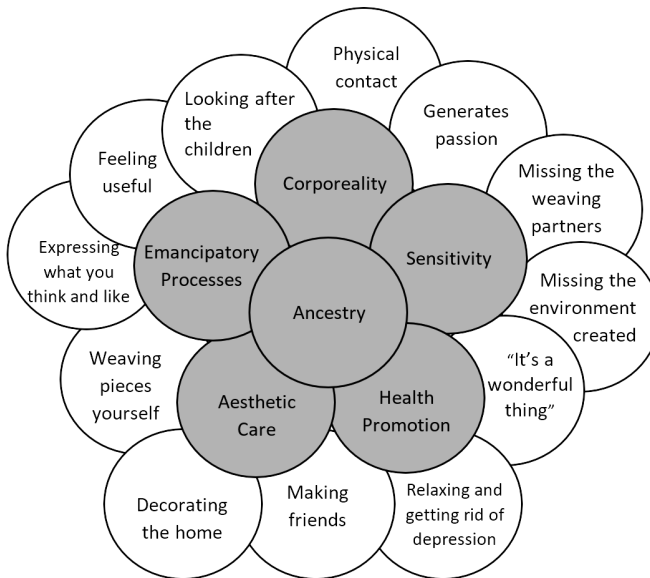 Physical
contact
Looking after
the
children
Generates
passion
Feeling
useful
Corporeality
Missing the
weaving
partners
Expressing
what you
think and like
Emancipatory
Processes
Sensitivity
Missing the
environment
created
Ancestry
Weaving
pieces
yourself
Aesthetic
Care
Health
Promotion
“It’s a
wonderful
thing”
Decorating
the home
Making
friends
Relaxing and
getting rid of
depression